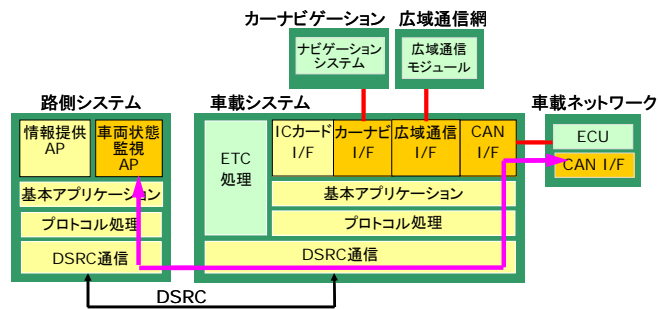 カーナビゲーション
広域通信網
ナビゲーション
システム
広域通信
モジュール
路側システム
車載システム
車載ネットワーク
情報提供
AP
車両状態
監視
AP
基本アプリケーション
プロトコル処理
DSRC通信
ETC
処理
ICカード
I/F
カーナビ
I/F
広域通信
I/F
CAN
I/F
基本アプリケーション
プロトコル処理
DSRC通信
ECU
CAN I/F
DSRC